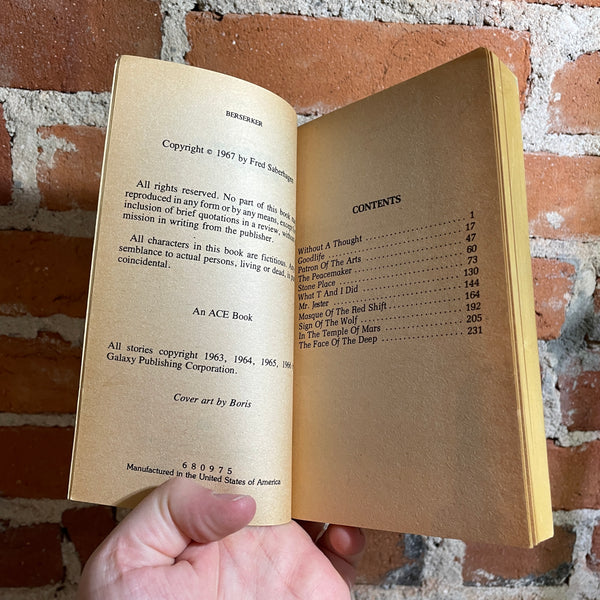 BERSERKER
Copyright © 1967 by Fred Saberhagen
All rights reserved. No part of this book
reproduced in any form or by any means, except
inclusion of brief quotations in a review, without
mission in writing from the publisher.
All characters in this book are fictitious. Any
semblance to actual persons, living or dead, is
coincidental.
An ACE Book
All stories copyright 1963, 1964, 1965, 1966
Galaxy Publishing Corporation.
Cover art by Boris
680975
Manufactured in the United States of America
CONTENTS
Without A Thought 1
Goodlife 17
Patron Of The Arts 47
The Peacemaker 60
Stone Place 73
What T And I Did 130
Mr. Jester 144
Masque Of The Red Shift 164
Sign Of The Wolf 192
In The Temple Of Mars 205
The Face Of The Deep 231